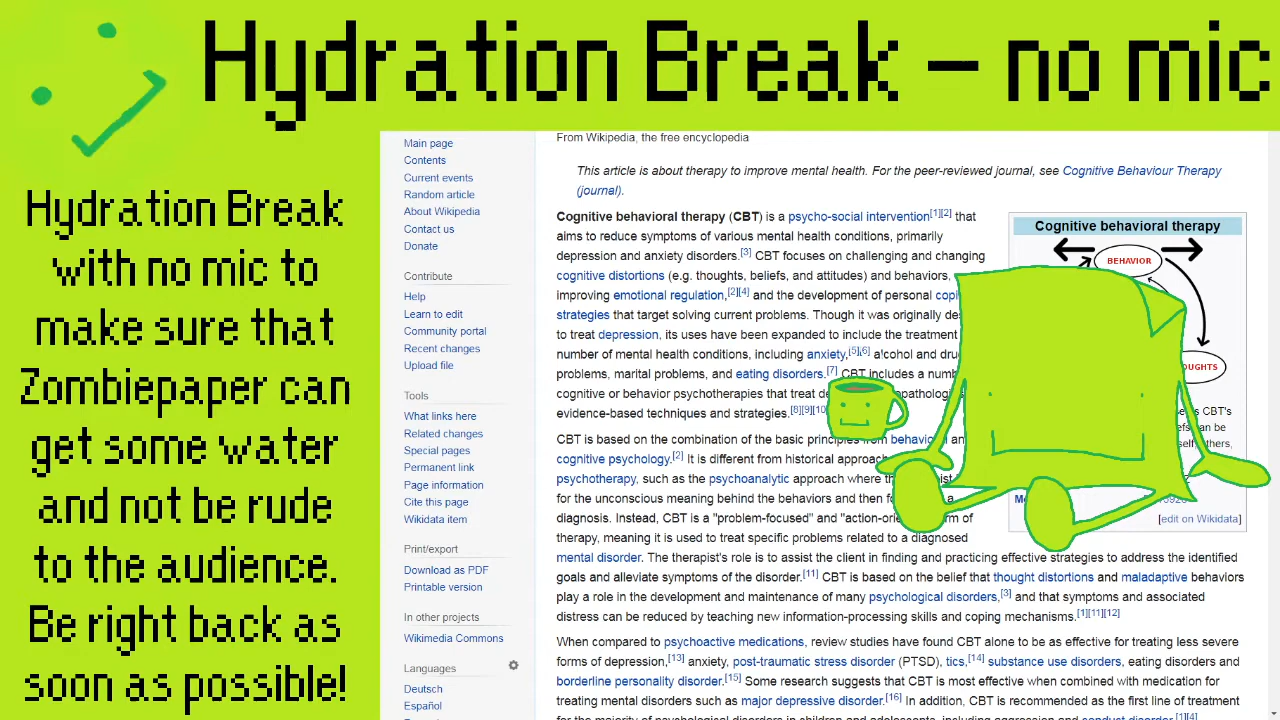 Hydration Break – no mic
Hydration Break
with no mic to
make sure that
Zombiepaper can
get some water
and not be rude
to the audience.
Be right back as
soon as possible!
Main page
Contents
Current events
Random article
About Wikipedia
Contact us
Donate
Contribute
Help
Learn to edit
Community portal
Recent changes
Upload file
Tools
What links here
Related changes
Special pages
Permanent link
Page information
Cite this page
Wikidata item
Print/export
Download as PDF
Printable version
In other projects
Wikimedia Commons
Languages
Deutsch
Español
From Wikipedia, the free encyclopedia
This article is about therapy to improve mental health. For the peer-reviewed journal, see Cognitive Behaviour Therapy
(journal).
Cognitive behavioral therapy (CBT) is a psycho-social intervention[1][2] that
aims to reduce symptoms of various mental health conditions, primarily
depression and anxiety disorders.[3] CBT focuses on challenging and changing
cognitive distortions (e.g. thoughts, beliefs, and attitudes) and behaviors,
improving emotional regulation,[2][4] and the development of personal
strategies that target solving current problems. Though it was originally
to treat depression, its uses have been expanded to include the treatment
number of mental health conditions, including anxiety,[5][6] alcohol and
problems, marital problems, and eating disorders.[7] CBT includes a
cognitive or behavior psychotherapies that treat
evidence-based techniques and strategies.[8][9][10]
CBT is based on the combination of the basic principles from
cognitive psychology.[2] It is different from historical
psychotherapy, such as the psychoanalytic approach where
for the unconscious meaning behind the behaviors and then a
diagnosis. Instead, CBT is a "problem-focused" and form of
therapy, meaning it is used to treat specific problems related to a diagnosed
mental disorder. The therapist's role is to assist the client in finding and practicing effective strategies to address the identified
goals and alleviate symptoms of the disorder.[11] CBT is based on the belief that thought distortions and maladaptive behaviors
play a role in the development and maintenance of many psychological disorders,[3] and that symptoms and associated
distress can be reduced by teaching new information-processing skills and coping mechanisms.[1][11][12]
When compared to psychoactive medications, review studies have found CBT alone to be as effective for treating less severe
forms of depression,[13] anxiety, post-traumatic stress disorder (PTSD), tics,[14] substance use disorders, eating disorders and
borderline personality disorder.[15] Some research suggests that CBT is most effective when combined with medication for
treating mental disorders such as major depressive disorder.[16] In addition, CBT is recommended as the first line of treatment
for the majority of psychological disorders in children and adolescents, including aggression and conduct disorder.[1][4]
Cognitive behavioral therapy
BEHAVIOR
CBT's
can be
[edit on Wikidata]